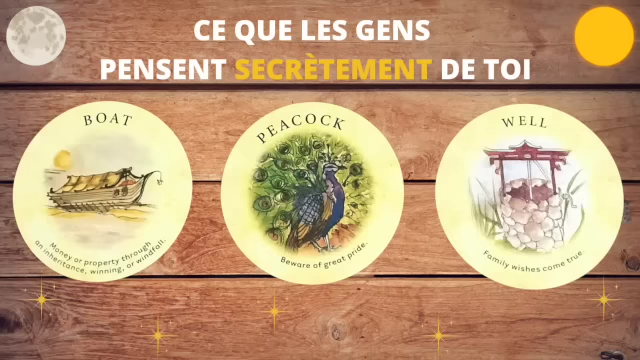 CE QUE LES GENS
PENSENT SECRÈTEMENT DE TOI
BOAT
Money or property through
an inheritance, winning, or windfall.
PEACOCK
Beware of great pride.
WELL
Family wishes come true.